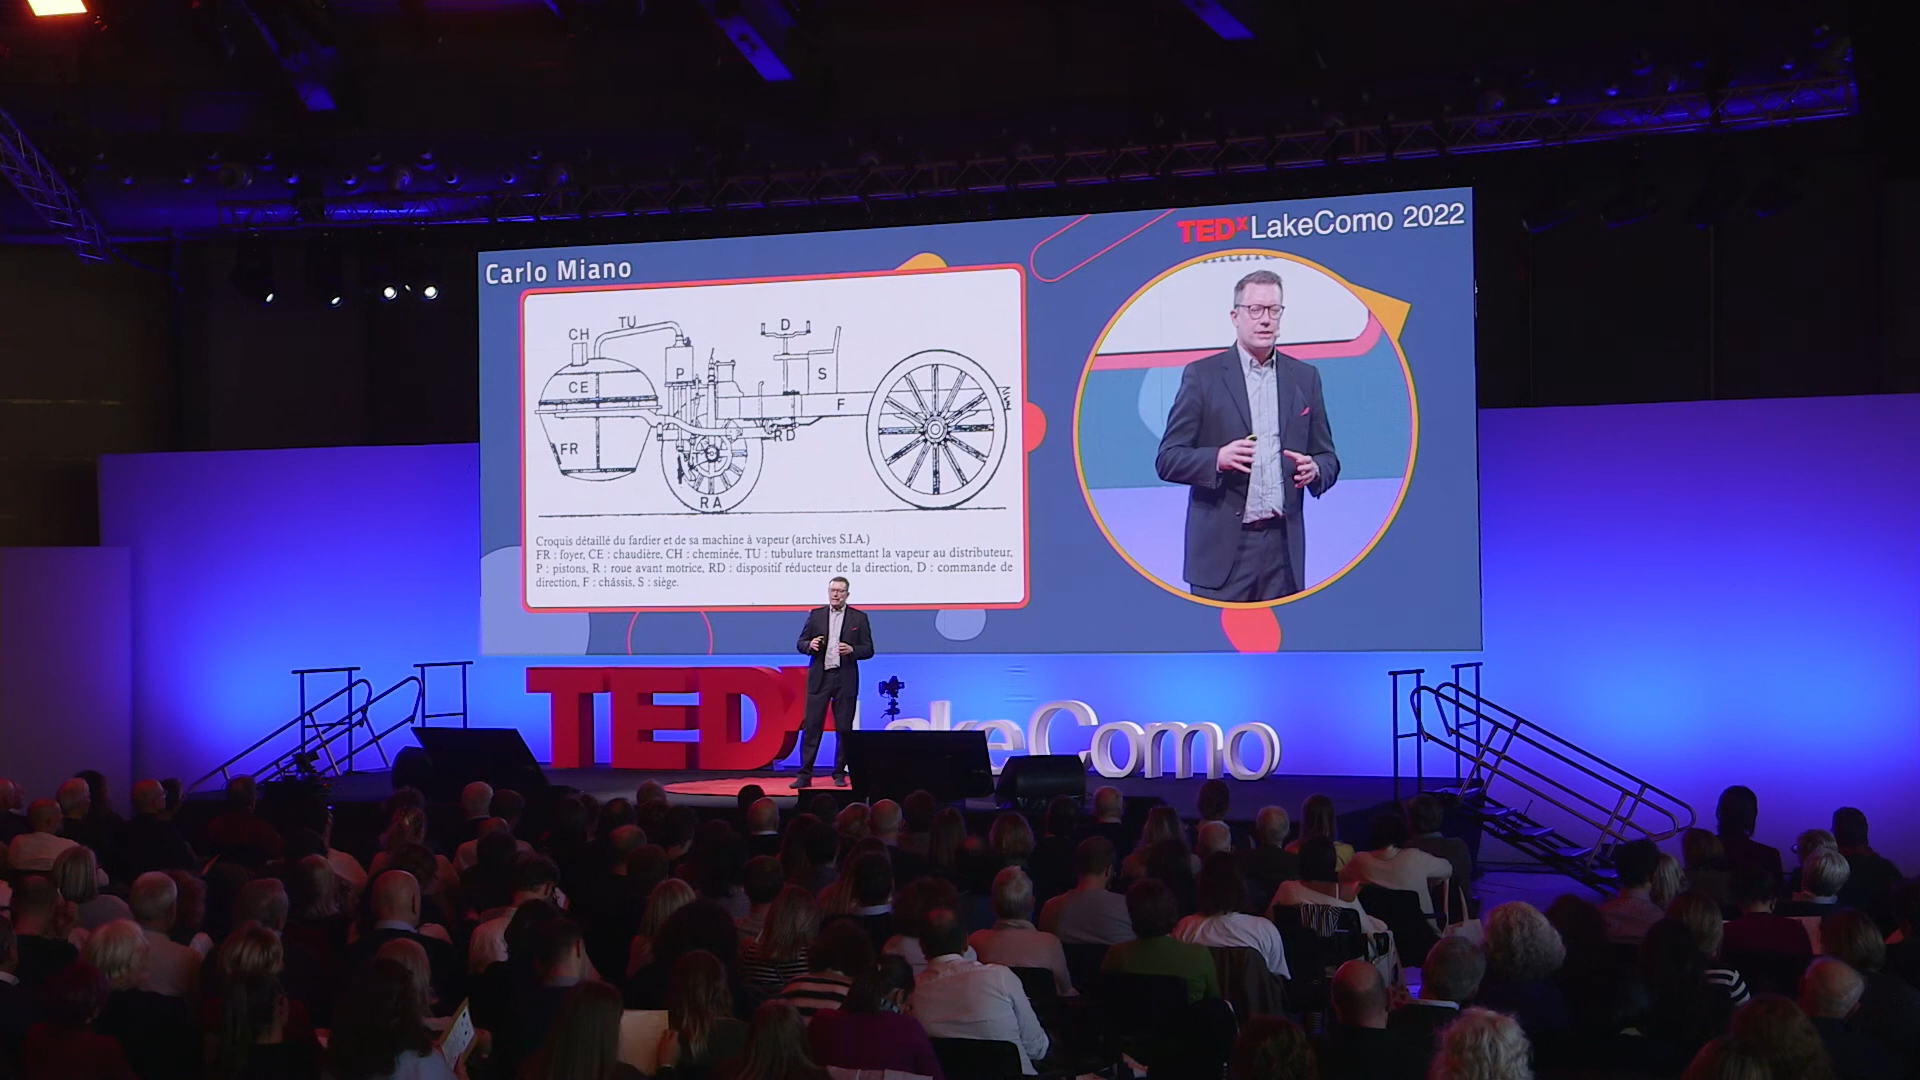 TEDxLakeComo 2022
Carlo Miano
CH
TU
D
P
S
CE
F
RD
FR
RA
Croquis détaillé du fardier et de sa machine à vapeur (archives S.I.A.)
FR : foyer, CE : chaudière, CH : cheminée, TU : tubulure transmettant la vapeur au distributeur,
P : pistons, R : roue avant motrice, RD : dispositif réducteur de la direction, D : commande de
direction, F : châssis, S : siège.
TEDx LakeComo